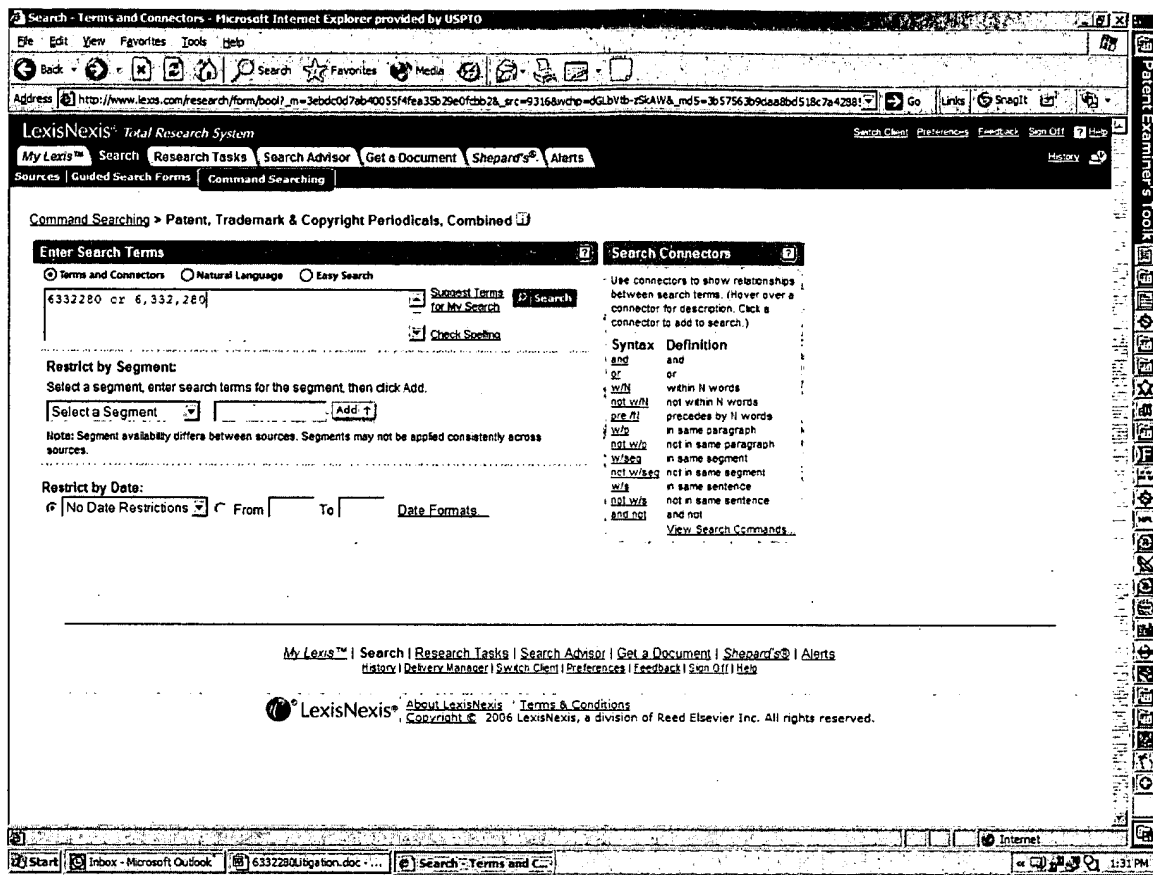 Search - Terms and Connectors - Microsoft Internet Explorer provided by USPTO
File Edit View Favorites Tools Help
Back Search Favorites Media
Address http://www.lexis.com/research/form/bool?_m=3ebdc0d7ab40055f4fea35b29e0fcbb2&_src=9316&wchp=dGLbVtb-zSkAW&_md5=3b57563b9daa8bd518c7a4288 Go Links SnagIt
Patent Examiner's Toolkit
LexisNexis® Total Research System
Switch Client Preferences Feedback Sign Off ? Help
My Lexis™ Search Research Tasks Search Advisor Get a Document Shepard's® Alerts
History
Sources | Guided Search Forms | Command Searching
Command Searching > Patent, Trademark & Copyright Periodicals, Combined i
Enter Search Terms ?
Terms and Connectors Natural Language Easy Search
6332280 or 6,332,280
Suggest Terms for My Search
Search
Check Spelling
Restrict by Segment:
Select a segment, enter search terms for the segment, then click Add.
Select a Segment Add ↑
Note: Segment availability differs between sources. Segments may not be applied consistently across
sources.
Restrict by Date:
No Date Restrictions From To Date Formats...
Search Connectors ?
Use connectors to show relationships
between search terms. (Hover over a
connector for description. Click a
connector to add to search.)
Syntax Definition
and and
or or
w/N within N words
not w/N not within N words
pre /N precedes by N words
w/p in same paragraph
not w/p not in same paragraph
w/seg in same segment
not w/seg not in same segment
w/s in same sentence
not w/s not in same sentence
and not and not
View Search Commands...
My Lexis™ | Search | Research Tasks | Search Advisor | Get a Document | Shepard's® | Alerts
History | Delivery Manager | Switch Client | Preferences | Feedback | Sign Off | Help
LexisNexis® About LexisNexis Terms & Conditions
Copyright © 2006 LexisNexis, a division of Reed Elsevier Inc. All rights reserved.
Internet
Start Inbox - Microsoft Outlook 6332280Litigation.doc - ... Search - Terms and C... 1:31 PM